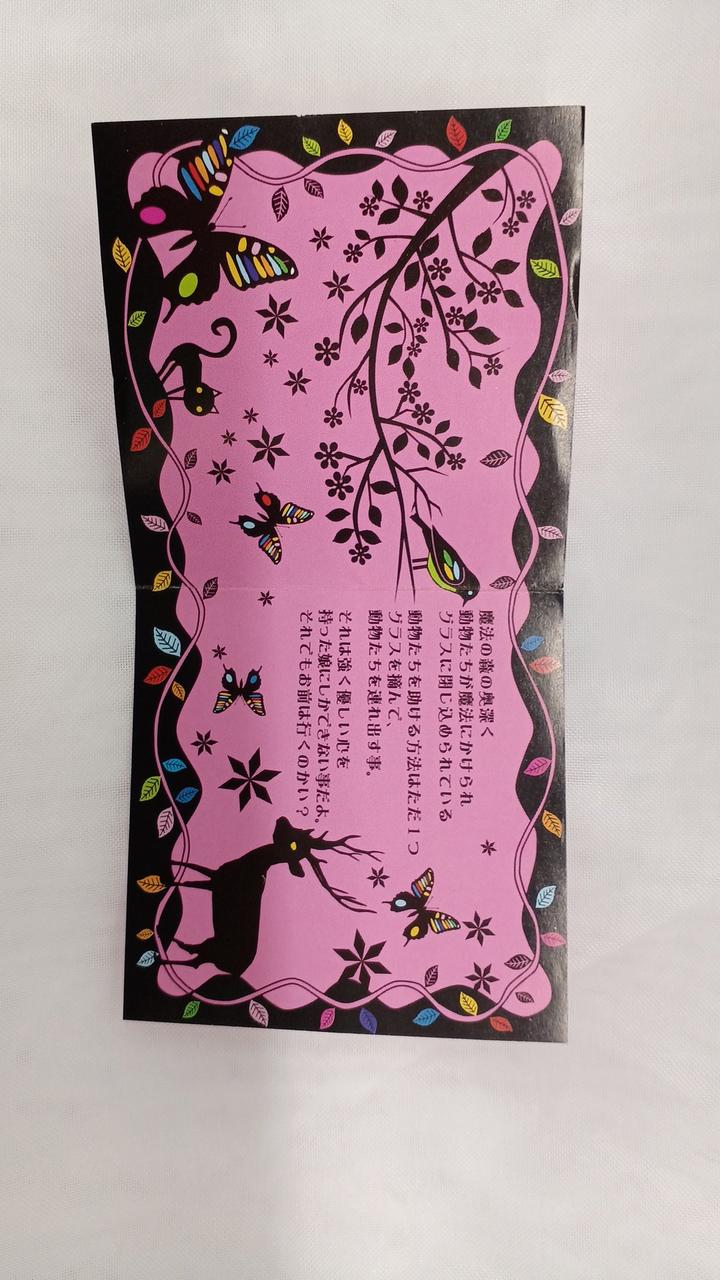 魔法の森の奥深く
動物たちが魔法にかけられ
グラスに閉じ込められている
動物たちを助ける方法はただ1つ
グラスを摘んで、
動物たちを連れ出す事。
それは強く優しい心を
持った娘にしかできない事だよ。
それでもお前は行くのかい？